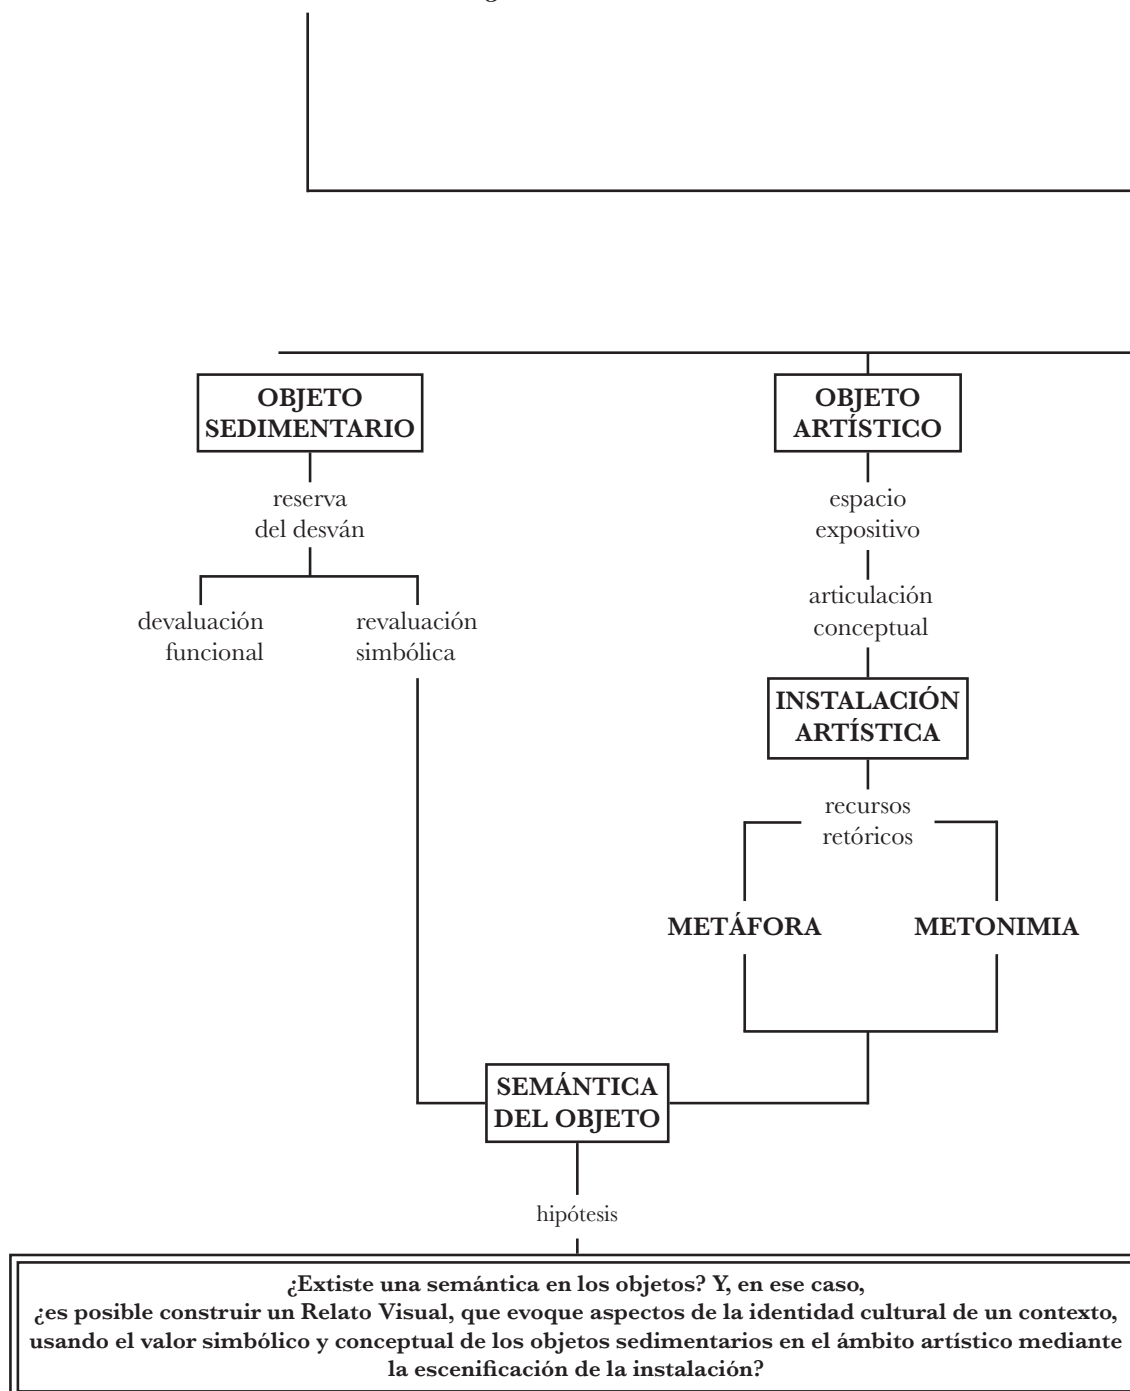 OBJETO
SEDIMENTARIO
reserva
del desván
devaluación
funcional
revaluación
simbólica
OBJETO
ARTÍSTICO
espacio
expositivo
articulación
conceptual
INSTALACIÓN
ARTÍSTICA
recursos
retóricos
METÁFORA
METONIMIA
SEMÁNTICA
DEL OBJETO
hipótesis
¿Existe una semántica en los objetos? Y, en ese caso,
¿es posible construir un Relato Visual, que evoque aspectos de la identidad cultural de un contexto,
usando el valor simbólico y conceptual de los objetos sedimentarios en el ámbito artístico mediante
la escenificación de la instalación?